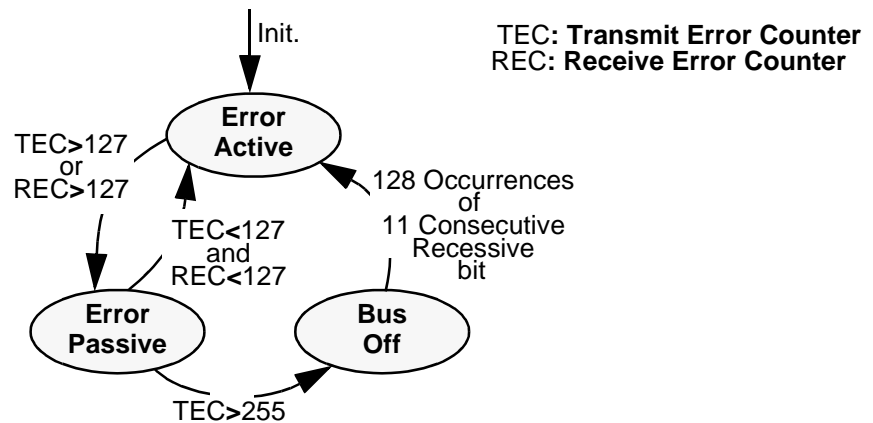 Init.
TEC: Transmit Error Counter
REC: Receive Error Counter
Error
Active
TEC>127
or
REC>127
128 Occurrences
of
11 Consecutive
Recessive
bit
TEC<127
and
REC<127
Error
Passive
Bus
Off
TEC>255